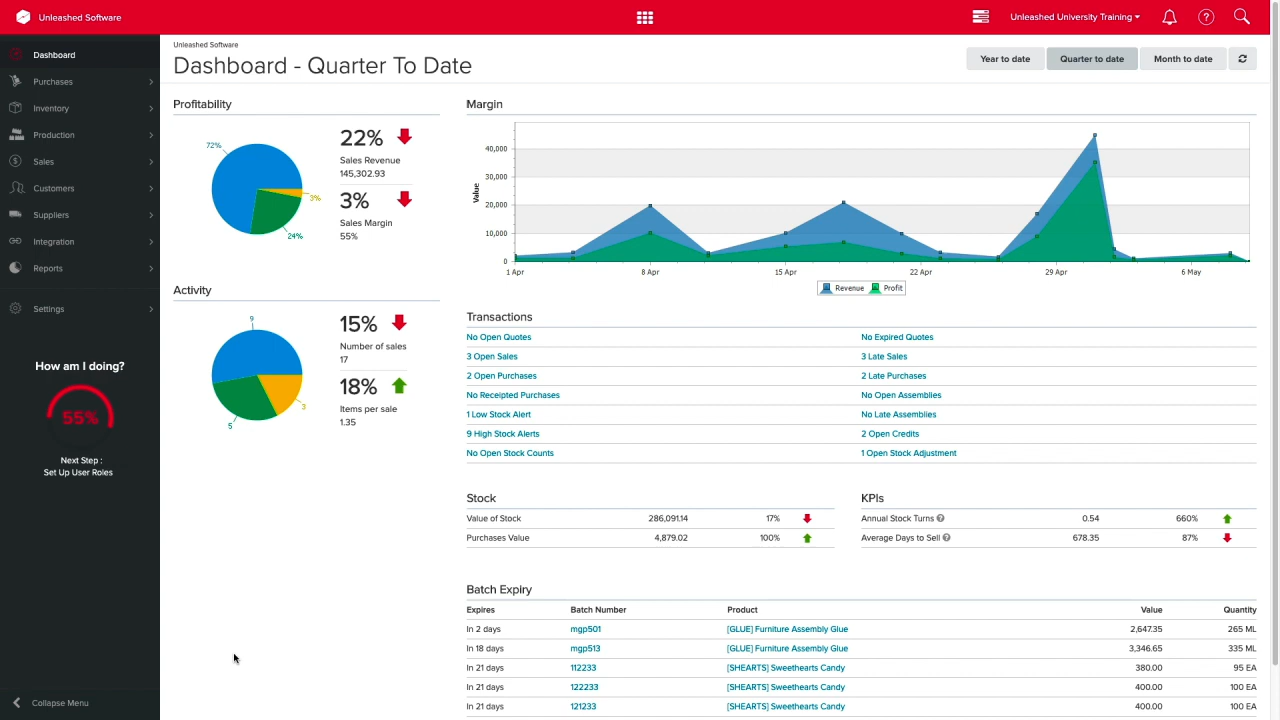 Unleashed Software
Unleashed University Training
?
Dashboard
Purchases
Inventory
Production
Sales
Customers
Suppliers
Integration
Reports
Settings
How am I doing?
55%
Next Step :
Set Up User Roles
Collapse Menu
Unleashed Software
Dashboard - Quarter To Date
Year to date
Quarter to date
Month to date
Profitability
72%
3%
24%
22%
Sales Revenue
145,302.93
3%
Sales Margin
55%
Activity
9
3
5
15%
Number of sales
17
18%
Items per sale
1.35
Margin
Value
40,000
30,000
20,000
10,000
0
1 Apr 8 Apr 15 Apr 22 Apr 29 Apr 6 May
Revenue Profit
Transactions
No Open Quotes No Expired Quotes
3 Open Sales 3 Late Sales
2 Open Purchases 2 Late Purchases
No Receipted Purchases No Open Assemblies
1 Low Stock Alert No Late Assemblies
9 High Stock Alerts 2 Open Credits
No Open Stock Counts 1 Open Stock Adjustment
Stock
Value of Stock 286,091.14 17%
Purchases Value 4,879.02 100%
KPIs
Annual Stock Turns ? 0.54 660%
Average Days to Sell ? 678.35 87%
Batch Expiry
Expires Batch Number Product Value Quantity
In 2 days mgp501 [GLUE] Furniture Assembly Glue 2,647.35 265 ML
In 18 days mgp513 [GLUE] Furniture Assembly Glue 3,346.65 335 ML
In 21 days 112233 [SHEARTS] Sweethearts Candy 380.00 95 EA
In 21 days 122233 [SHEARTS] Sweethearts Candy 400.00 100 EA
In 21 days 121233 [SHEARTS] Sweethearts Candy 400.00 100 EA